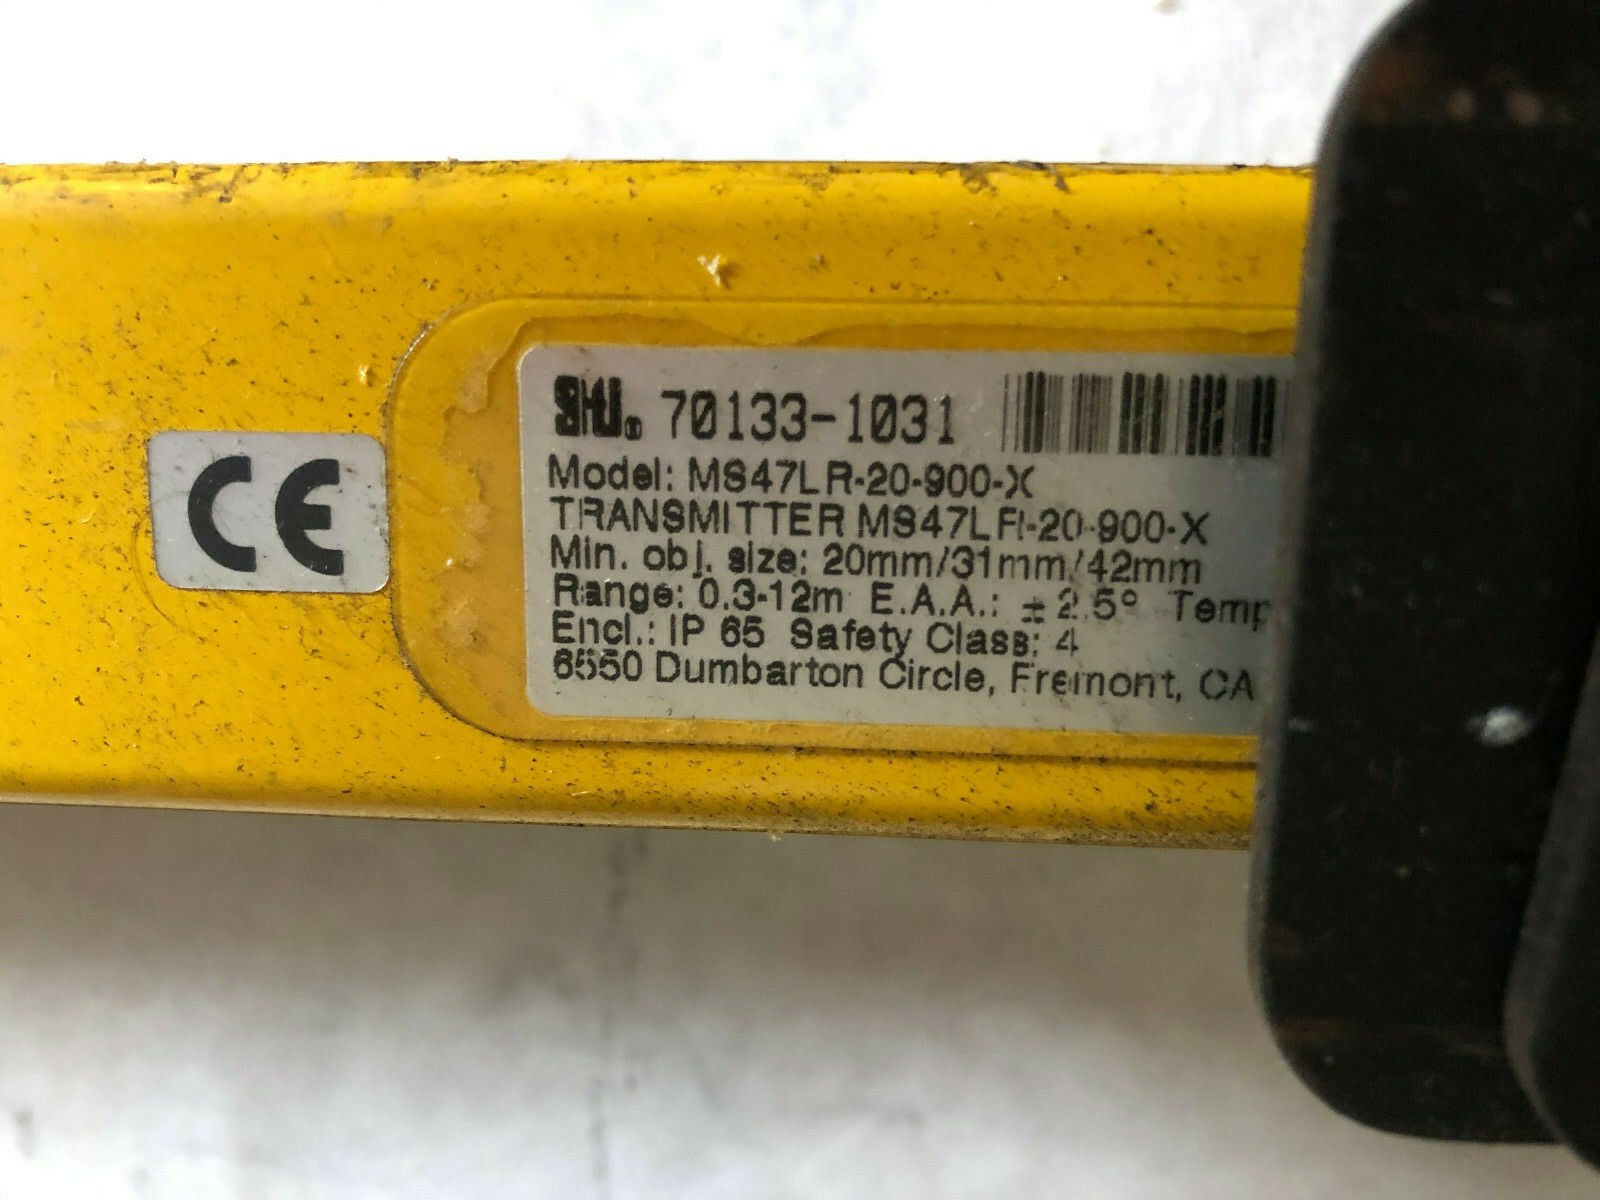 CE
70133-1031
Model: MS47LR-20-900-X
TRANSMITTER MS47LR-20-900-X
Min. obj. size: 20mm/31mm/42mm
Range: 0.3-12m E.A.A.: ± 2.5° Temp
Encl.: IP 65 Safety Class: 4
6550 Dumbarton Circle, Fremont, CA